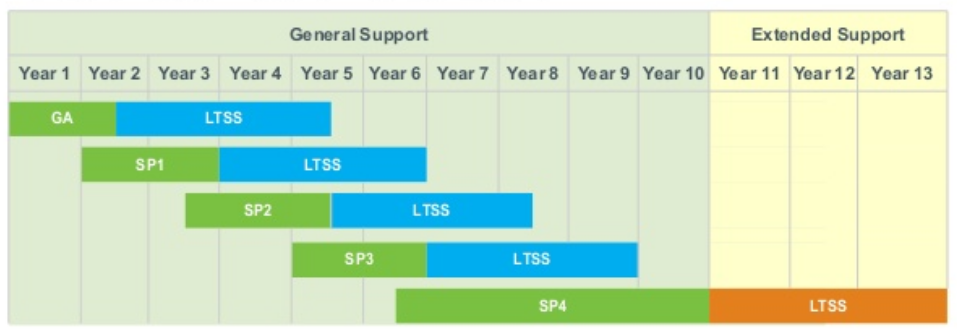 General Support Extended Support
Year 1 Year 2 Year 3 Year 4 Year 5 Year 6 Year 7 Year 8 Year 9 Year 10 Year 11 Year 12 Year 13
GA LTSS
SP1 LTSS
SP2 LTSS
SP3 LTSS
SP4 LTSS